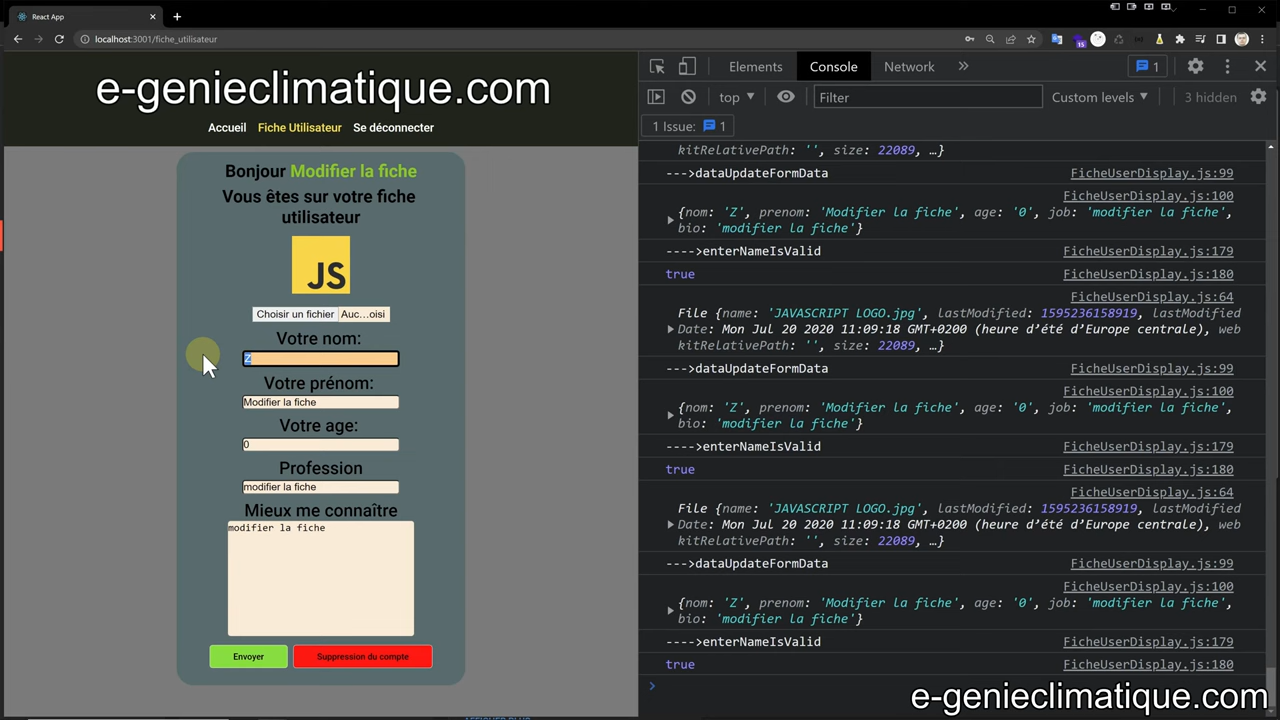 React App
localhost:3001/fiche_utilisateur
15
e-genieclimatique.com
Accueil Fiche Utilisateur Se déconnecter
Bonjour Modifier la fiche
Vous êtes sur votre fiche
utilisateur
JS
Choisir un fichier Auc…oisi
Votre nom:
Z
Votre prénom:
Modifier la fiche
Votre age:
0
Profession
modifier la fiche
Mieux me connaître
modifier la fiche
Envoyer Suppression du compte
Elements Console Network 1
top Filter Custom levels 3 hidden
1 Issue: 1
kitRelativePath: '', size: 22089, …}
--->dataUpdateFormData FicheUserDisplay.js:99
FicheUserDisplay.js:100
{nom: 'Z', prenom: 'Modifier la fiche', age: '0', job: 'modifier la fiche',
bio: 'modifier la fiche'}
---->enterNameIsValid FicheUserDisplay.js:179
true FicheUserDisplay.js:180
FicheUserDisplay.js:64
File {name: 'JAVASCRIPT LOGO.jpg', lastModified: 1595236158919, lastModified
Date: Mon Jul 20 2020 11:09:18 GMT+0200 (heure d’été d’Europe centrale), web
kitRelativePath: '', size: 22089, …}
--->dataUpdateFormData FicheUserDisplay.js:99
FicheUserDisplay.js:100
{nom: 'Z', prenom: 'Modifier la fiche', age: '0', job: 'modifier la fiche',
bio: 'modifier la fiche'}
---->enterNameIsValid FicheUserDisplay.js:179
true FicheUserDisplay.js:180
FicheUserDisplay.js:64
File {name: 'JAVASCRIPT LOGO.jpg', lastModified: 1595236158919, lastModified
Date: Mon Jul 20 2020 11:09:18 GMT+0200 (heure d’été d’Europe centrale), web
kitRelativePath: '', size: 22089, …}
--->dataUpdateFormData FicheUserDisplay.js:99
FicheUserDisplay.js:100
{nom: 'Z', prenom: 'Modifier la fiche', age: '0', job: 'modifier la fiche',
bio: 'modifier la fiche'}
---->enterNameIsValid FicheUserDisplay.js:179
true FicheUserDisplay.js:180
e-genieclimatique.com